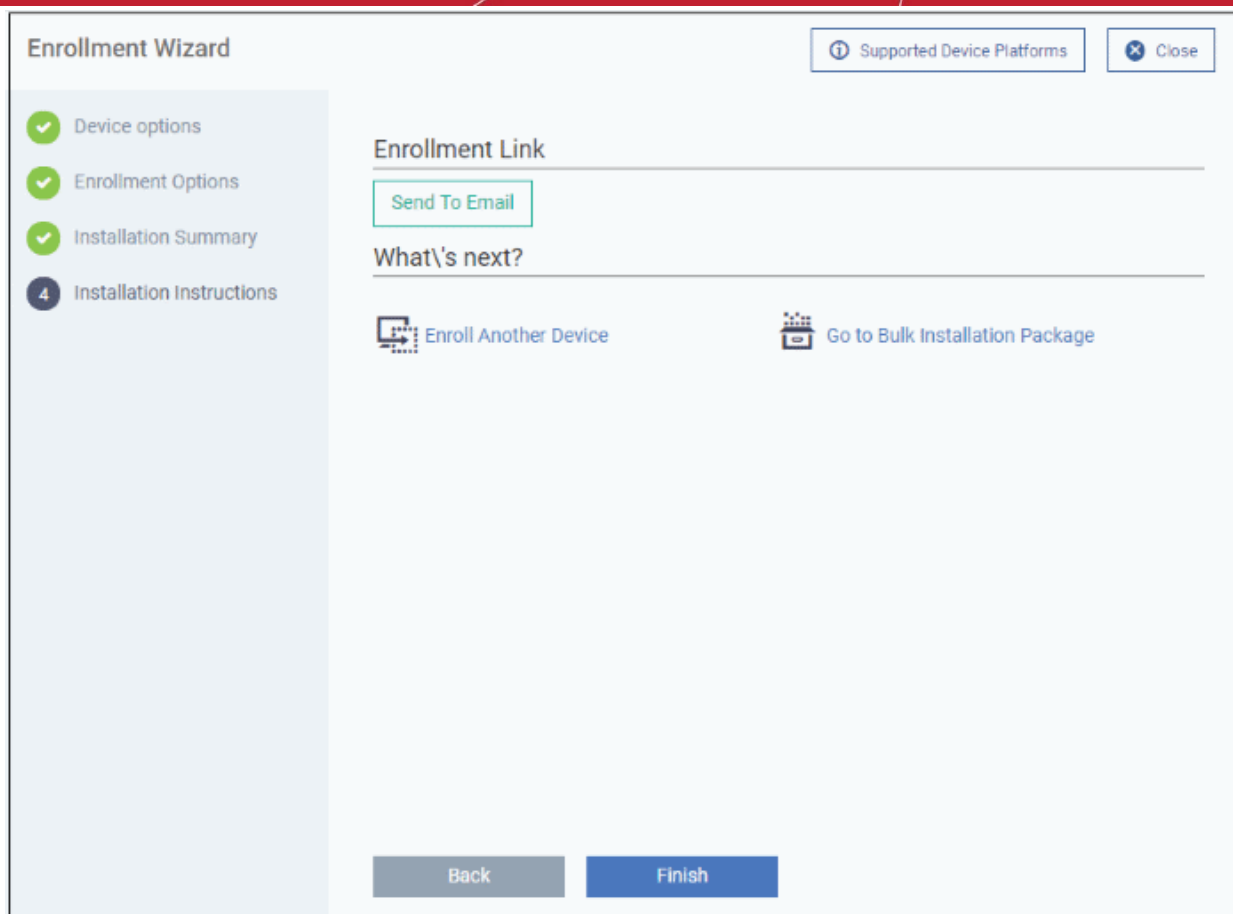 Enrollment Wizard
Supported Device Platforms
Close
Device options
Enrollment Options
Installation Summary
4 Installation Instructions
Enrollment Link
Send To Email
What\'s next?
Enroll Another Device
Go to Bulk Installation Package
Back
Finish